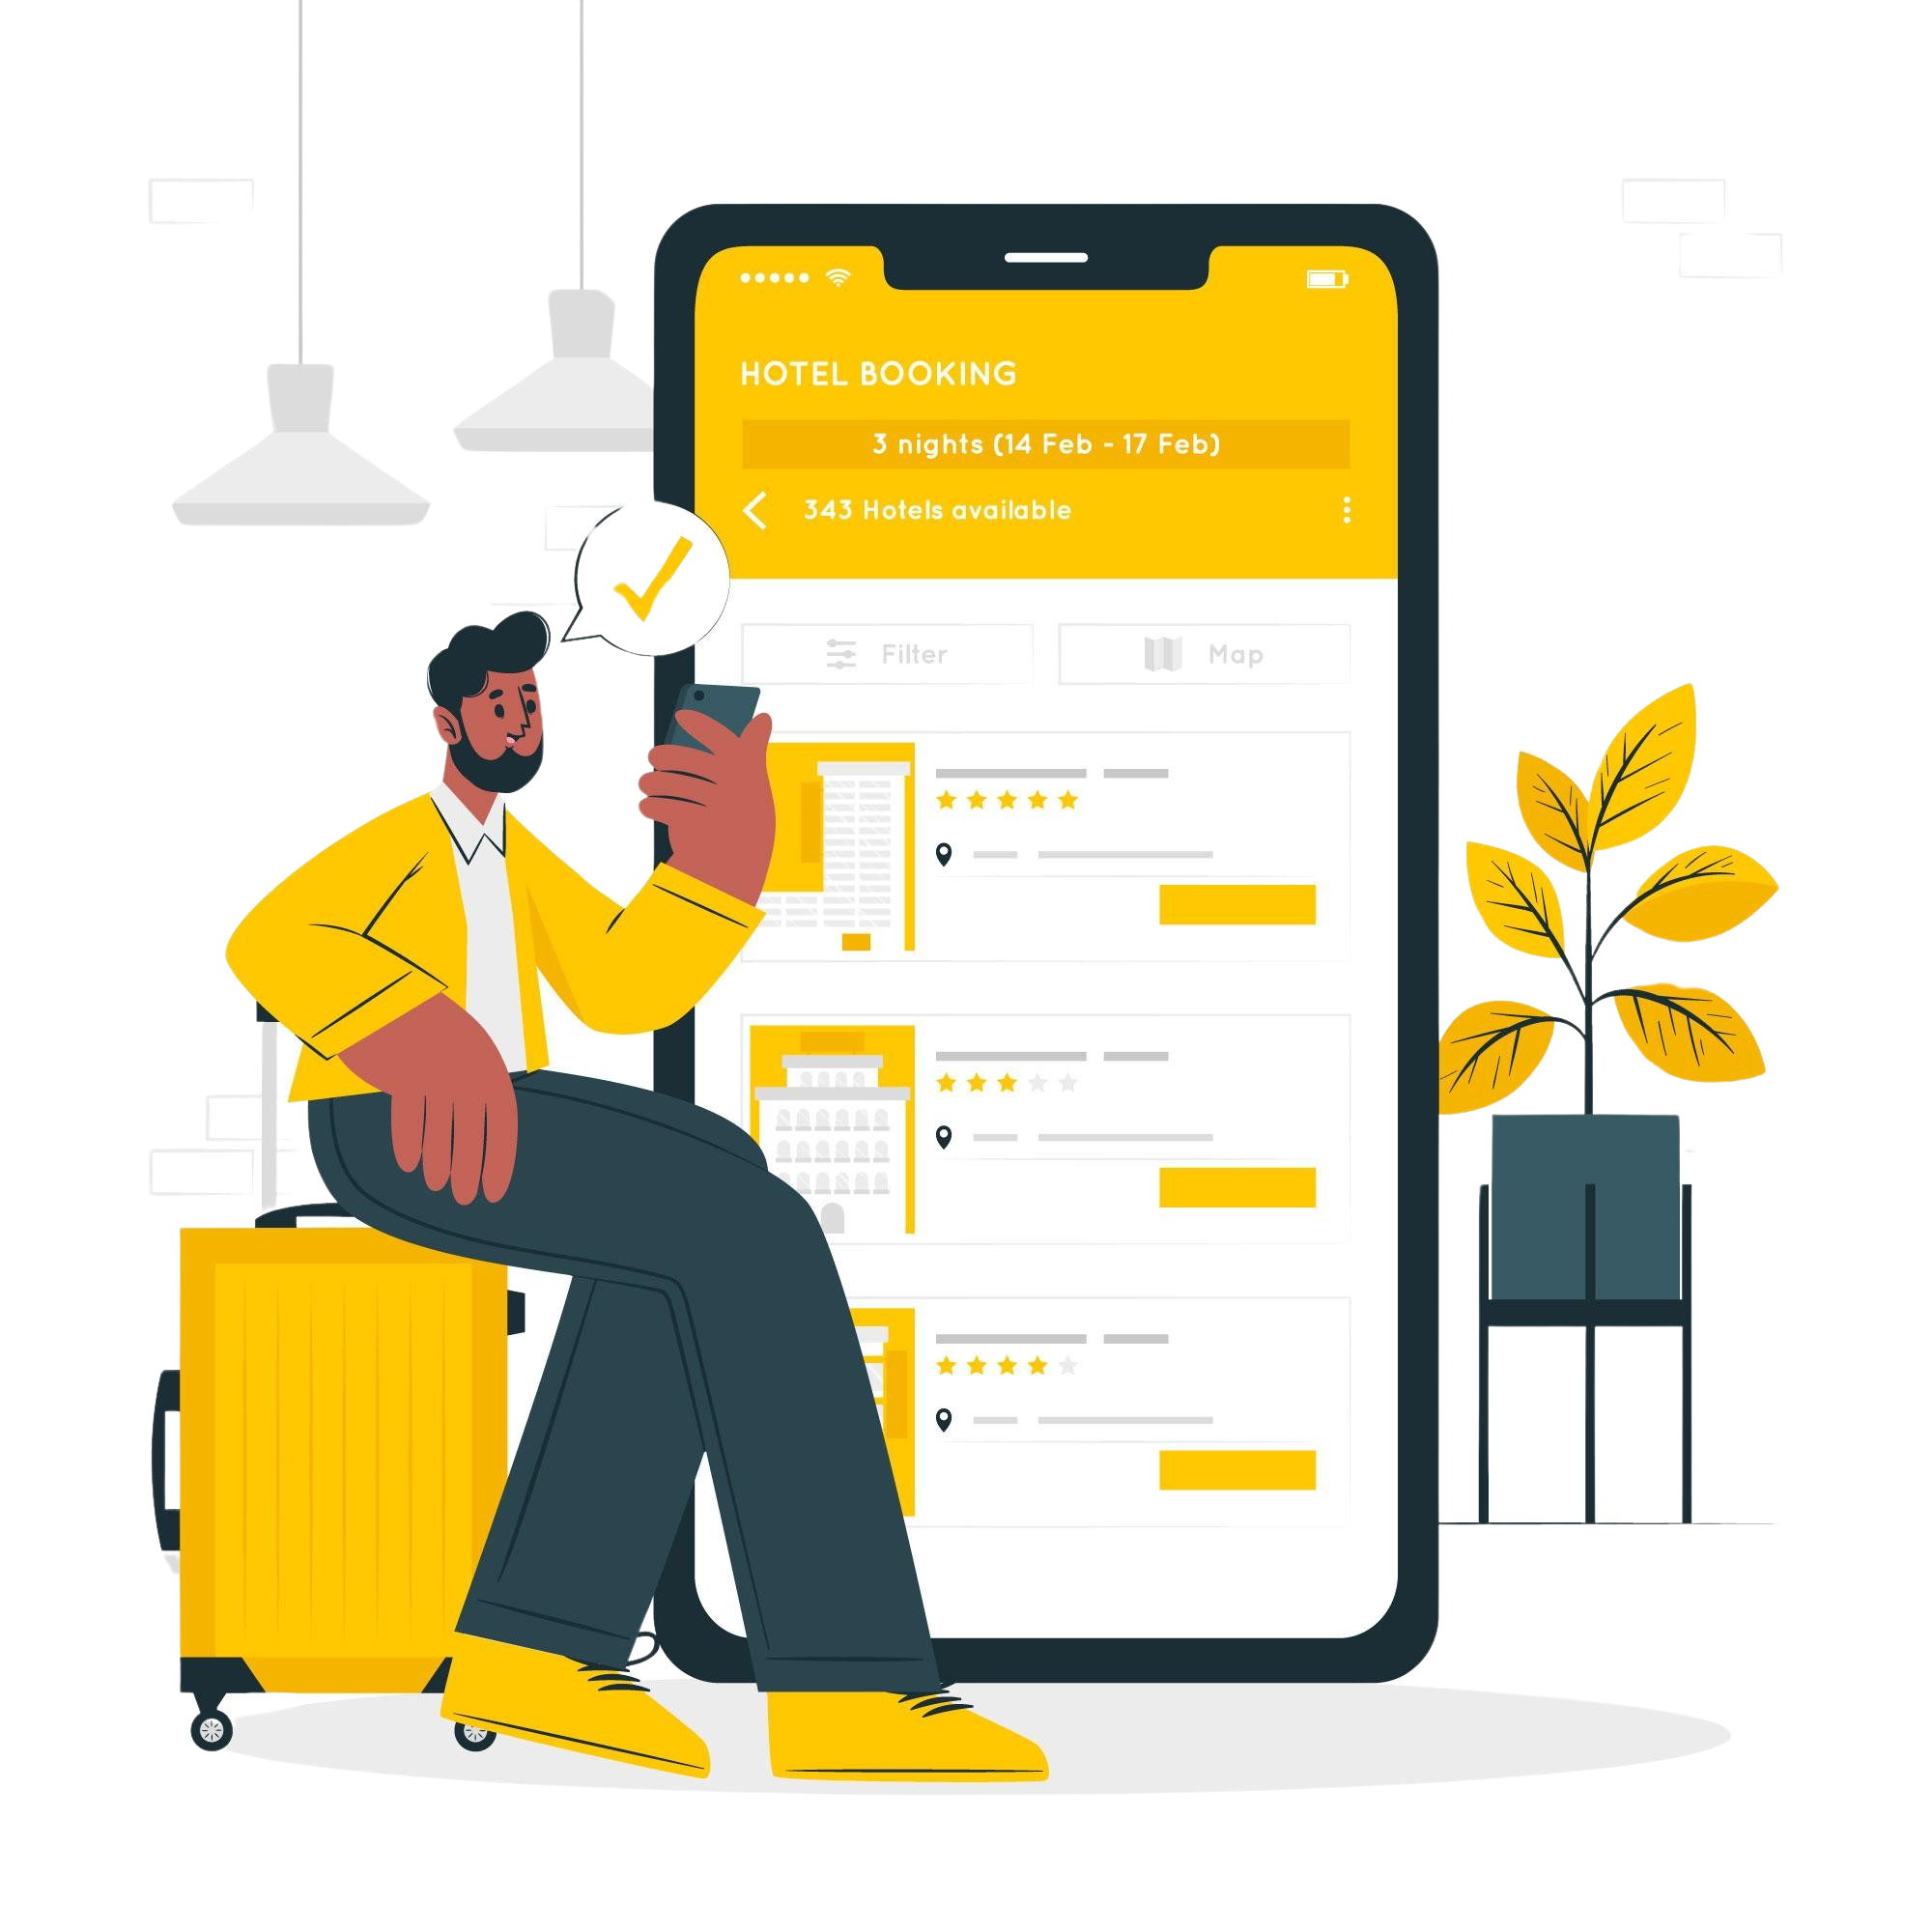 HOTEL BOOKING
3 nights (14 Feb - 17 Feb)
343 Hotels available
Filter
Map